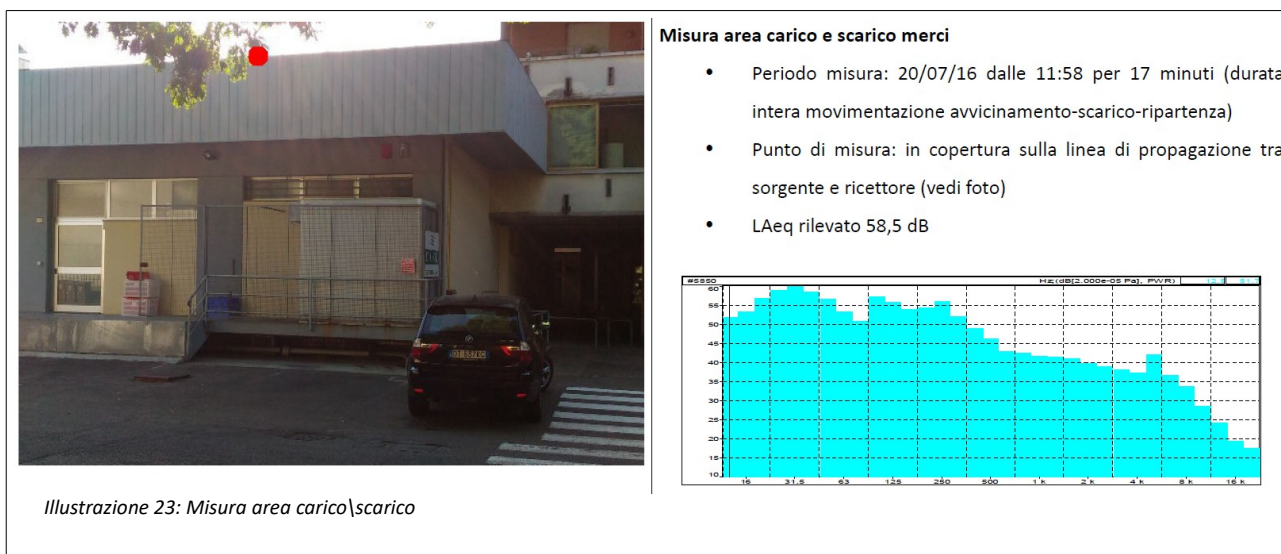 Misura area carico e scarico merci
• Periodo misura: 20/07/16 dalle 11:58 per 17 minuti (durata
intera movimentazione avvicinamento-scarico-ripartenza)
• Punto di misura: in copertura sulla linea di propagazione tra
sorgente e ricettore (vedi foto)
• LAeq rilevato 58,5 dB
#5850 Hz;(dB[2.000e-05 Pa], PWR)
60
55
50
45
40
35
30
25
20
15
10
16 31.5 63 125 250 500 1 k 2 k 4 k 8 k 16 k
Illustrazione 23: Misura area carico\scarico